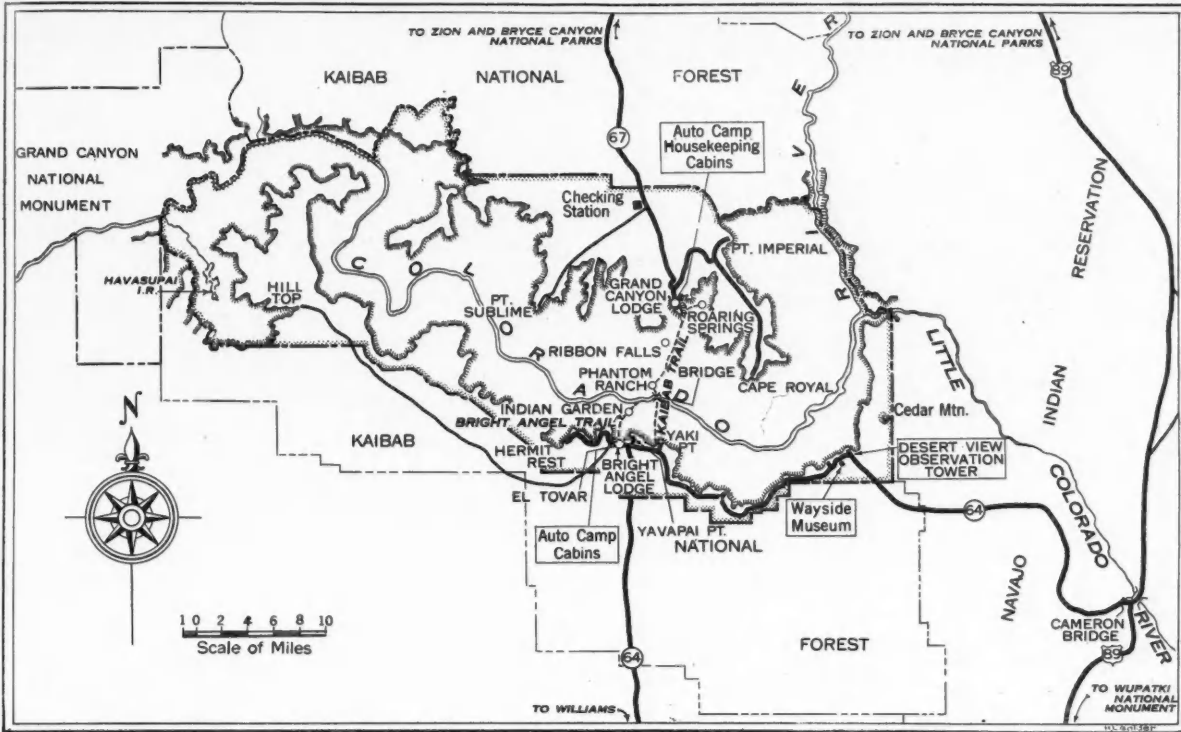 TO ZION AND BRYCE CANYON
NATIONAL PARKS
TO ZION AND BRYCE CANYON
NATIONAL PARKS
89
KAIBAB NATIONAL FOREST
RIVER
67
Auto Camp
Housekeeping
Cabins
GRAND CANYON
NATIONAL
MONUMENT
Checking
Station
RESERVATION
PT. IMPERIAL
HAVASUPAI
I.R.
HILL
TOP
COLORADO
PT.
SUBLIME
GRAND
CANYON
LODGE
ROARING
SPRINGS
RIBBON FALLS
KAIBAB TRAIL
BRIDGE
PHANTOM
RANCH
CAPE ROYAL
LITTLE
INDIAN
Cedar Mtn.
INDIAN GARDEN
BRIGHT ANGEL TRAIL
YAKI
PT
KAIBAB
HERMIT
REST
BRIGHT
ANGEL
LODGE
DESERT VIEW
OBSERVATION
TOWER
EL TOVAR
Wayside
Museum
64
COLORADO
N
Auto Camp
Cabins
YAVAPAI PT.
NATIONAL
NAVAJO
1 0 2 4 6 8 10
Scale of Miles
CAMERON
BRIDGE
RIVER
FOREST
64
89
TO WILLIAMS
TO WUPATKI
NATIONAL
MONUMENT